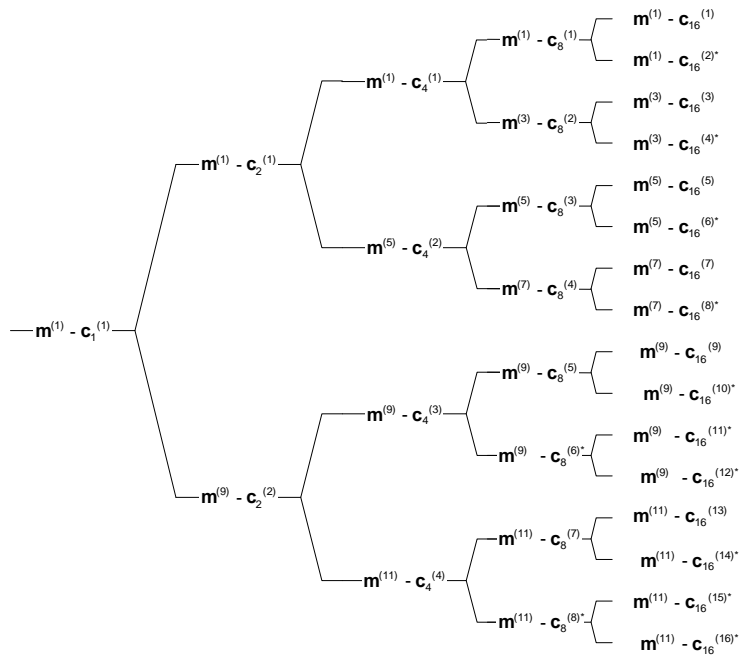 m(1) - c16(1)
m(1) - c8(1)
m(1) - c16(2)*
m(1) - c4(1)
m(3) - c16(3)
m(3) - c8(2)
m(3) - c16(4)*
m(1) - c2(1)
m(5) - c16(5)
m(5) - c8(3)
m(5) - c16(6)*
m(5) - c4(2)
m(7) - c16(7)
m(7) - c8(4)
m(7) - c16(8)*
m(1) - c1(1)
m(9) - c16(9)
m(9) - c8(5)
m(9) - c16(10)*
m(9) - c4(3)
m(9) - c16(11)*
m(9) - c8(6)*
m(9) - c16(12)*
m(9) - c2(2)
m(11) - c16(13)
m(11) - c8(7)
m(11) - c16(14)*
m(11) - c4(4)
m(11) - c16(15)*
m(11) - c8(8)*
m(11) - c16(16)*